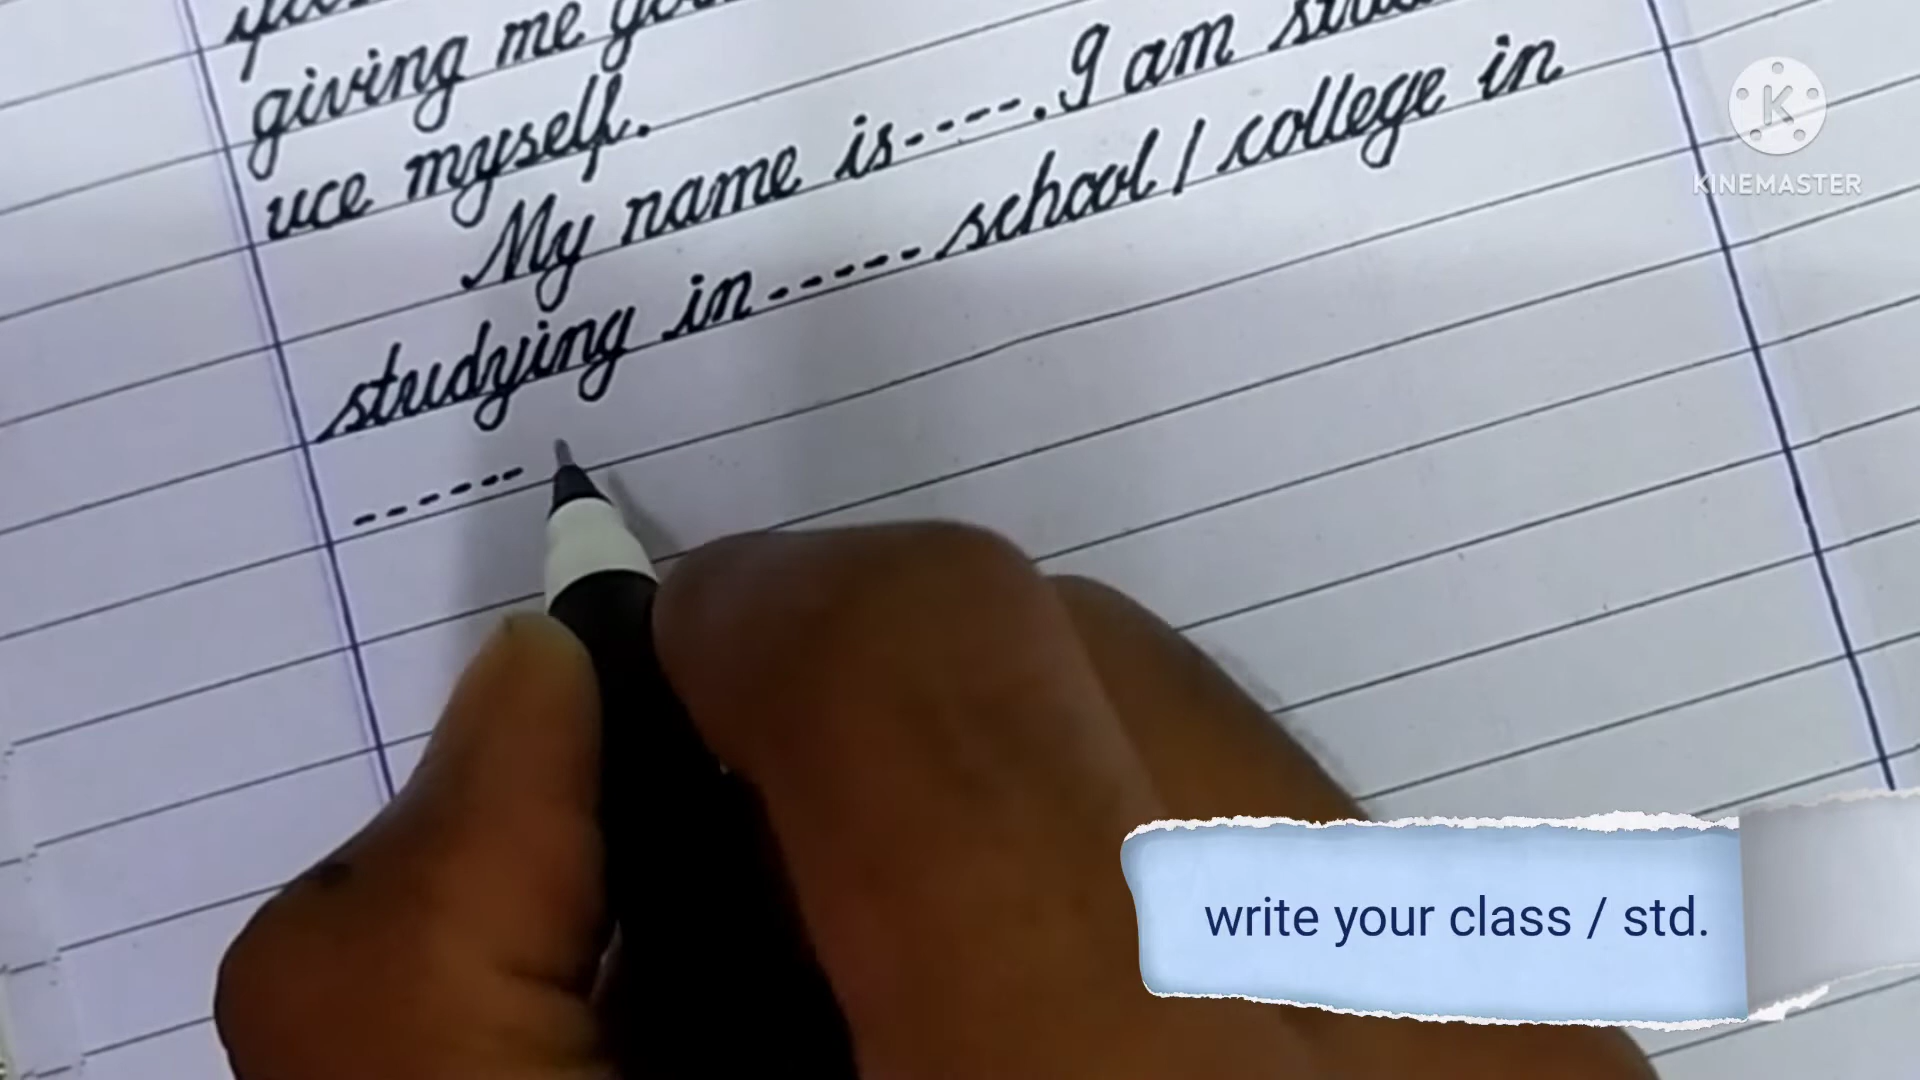 giving me
uce myself.
My name is----. I am
studying in----- school / college in
------
KINEMASTER
write your class / std.